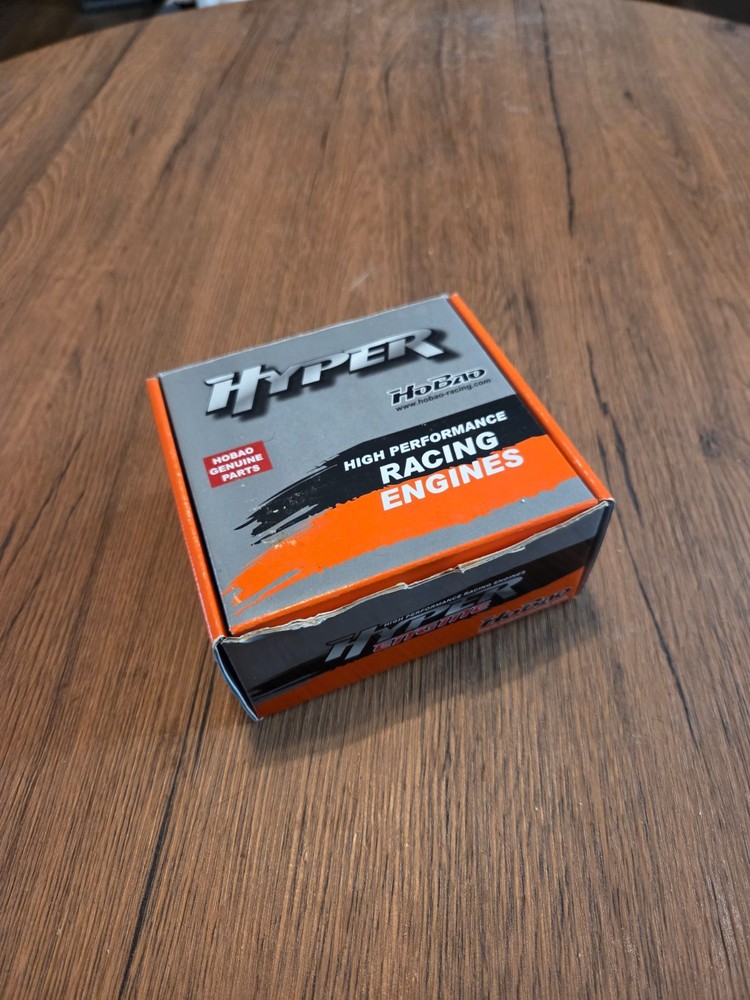 HYPER
HOBAO
www.hobao-racing.com
HOBAO
GENUINE
PARTS
HIGH PERFORMANCE
RACING
ENGINES
HIGH PERFORMANCE RACING ENGINES
HYPER
ENGINE
HOBAO